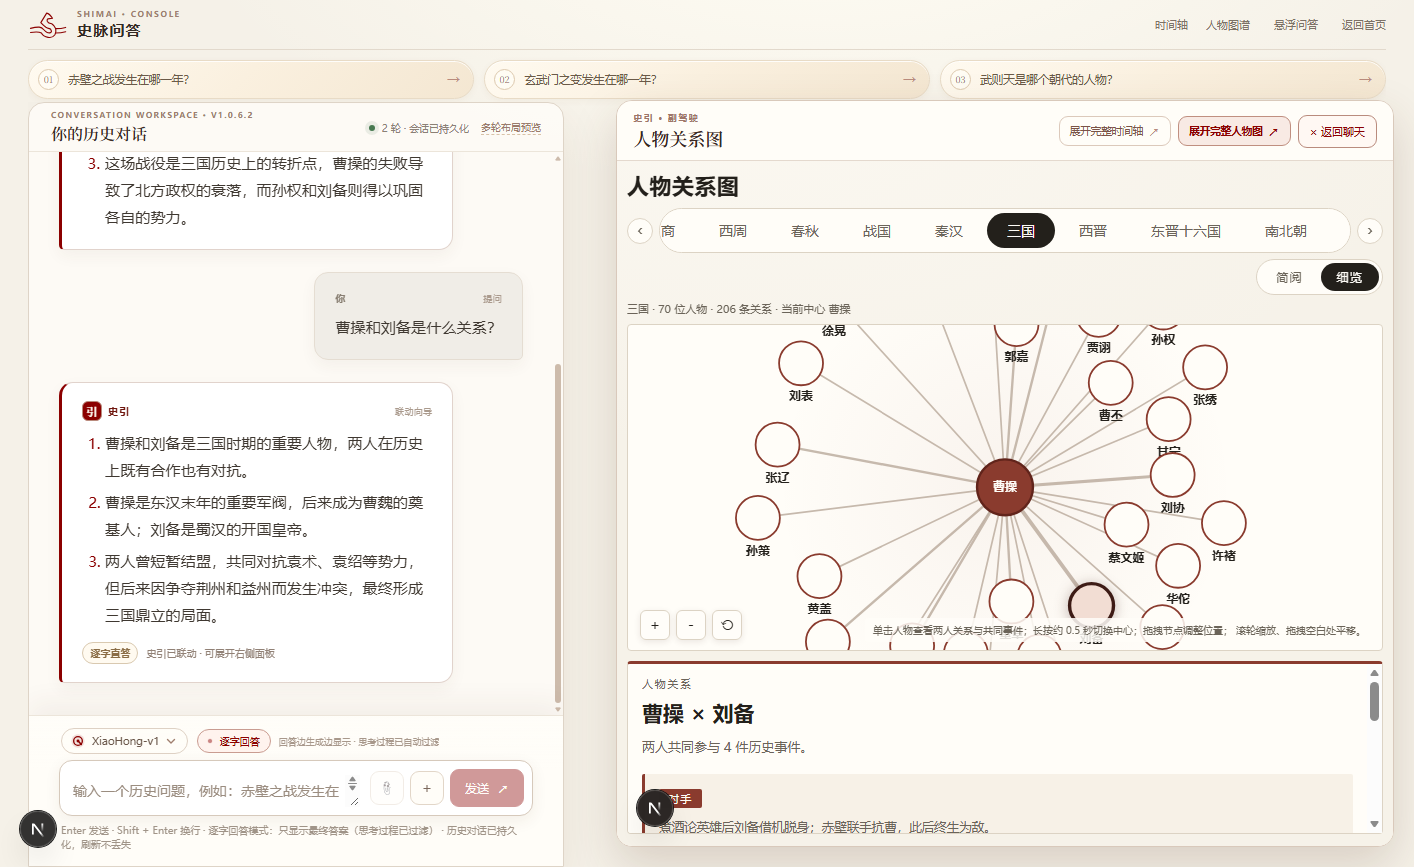 SHIMAI • CONSOLE
史脉问答
时间轴 人物图谱 悬浮问答 返回首页
01 赤壁之战发生在哪一年? →
02 玄武门之变发生在哪一年? →
03 武则天是哪个朝代的人物? →
CONVERSATION WORKSPACE • V1.0.6.2
你的历史对话
2 轮 · 会话已持久化 多轮布局预览
3. 这场战役是三国历史上的转折点，曹操的失败导
致了北方政权的衰落，而孙权和刘备则得以巩固
各自的势力。
你 提问
曹操和刘备是什么关系?
引 史引 联动向导
1. 曹操和刘备是三国时期的重要人物，两人在历史
上既有合作也有对抗。
2. 曹操是东汉末年的重要军阀，后来成为曹魏的奠
基人；刘备是蜀汉的开国皇帝。
3. 两人曾短暂结盟，共同对抗袁术、袁绍等势力，
但后来因争夺荆州和益州而发生冲突，最终形成
三国鼎立的局面。
逐字直答 史引已联动 · 可展开右侧面板
XiaoHong-v1 逐字回答 回答边生成边显示 · 思考过程已自动过滤
输入一个历史问题，例如：赤壁之战发生在
+ 发送 ↗
N
Enter 发送 · Shift + Enter 换行 · 逐字回答模式：只显示最终答案（思考过程已过滤） · 历史对话已持久
化，刷新不丢失
史引 • 副驾驶
人物关系图
展开完整时间轴 ↗ 展开完整人物图 ↗ × 返回聊天
人物关系图
‹ 商 西周 春秋 战国 秦汉 三国 西晋 东晋十六国 南北朝 ›
简阅 细览
三国 · 70 位人物 · 206 条关系 · 当前中心 曹操
徐晃
郭嘉
贾诩
孙权
刘表
张绣
曹丕
甘宁
张辽
曹操
刘协
孙策
蔡文姬
许褚
黄盖
华佗
+ -
单击人物查看两人关系与共同事件；长按约 0.5 秒切换中心；拖拽节点调整位置； 滚轮缩放、拖拽空白处平移。
人物关系
曹操 × 刘备
两人共同参与 4 件历史事件。
对手
N
煮酒论英雄后刘备借机脱身；赤壁联手抗曹，此后终生为敌。